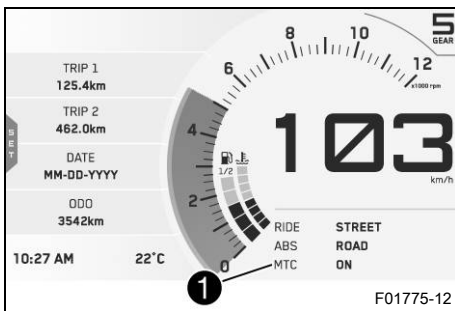 TRIP 1
125.4km
TRIP 2
462.0km
DATE
MM-DD-YYYY
ODO
3542km
10:27 AM 22°C
SET
0
2
4
6
8
10
12
x1000 rpm
5
GEAR
1/2
103
km/h
RIDE STREET
ABS ROAD
MTC ON
1
F01775-12